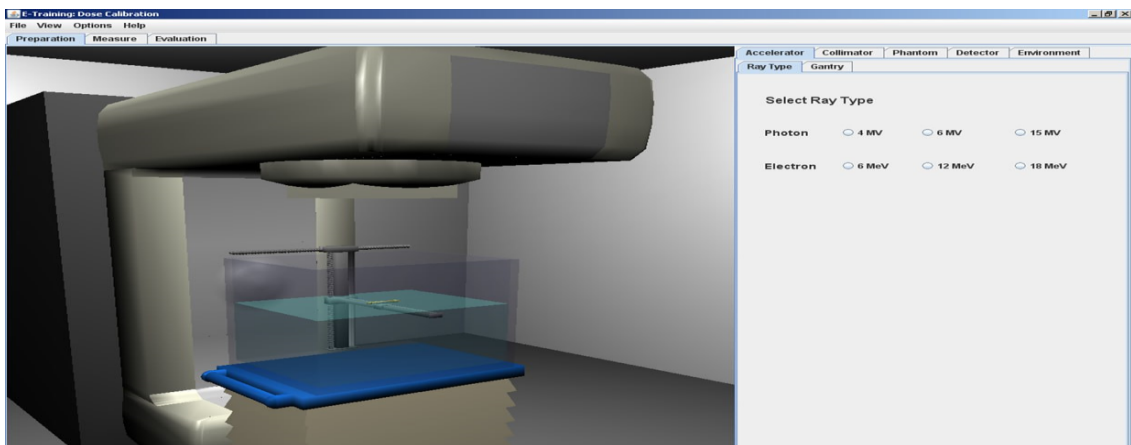 E-Training: Dose Calibration
File View Options Help
Preparation Measure Evaluation
Accelerator Collimator Phantom Detector Environment
Ray Type Gantry
Select Ray Type
Photon 4 MV 6 MV 15 MV
Electron 6 MeV 12 MeV 18 MeV